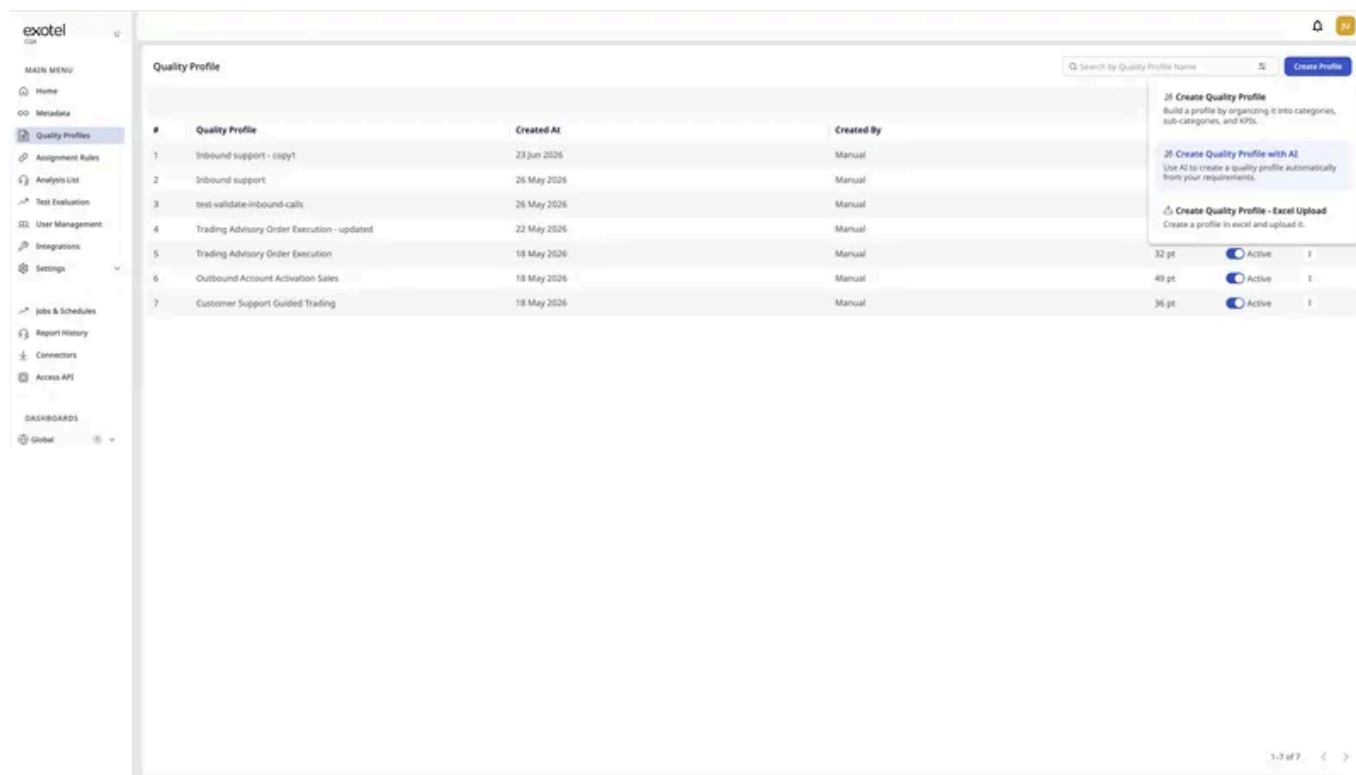 exotel
CQA
MAIN MENU
Home
Metadata
Quality Profiles
Assignment Rules
Analysis List
Test Evaluation
User Management
Integrations
Settings
Jobs & Schedules
Report History
Connectors
Access API
DASHBOARDS
Global
Quality Profile
Search by Quality Profile Name
Create Profile
Create Quality Profile
Build a profile by organizing it into categories,
sub-categories, and KPIs.
Create Quality Profile with AI
Use AI to create a quality profile automatically
from your requirements.
Create Quality Profile - Excel Upload
Create a profile in excel and upload it.
# Quality Profile Created At Created By
1 Inbound support - copy1 23 Jun 2026 Manual
2 Inbound support 26 May 2026 Manual
3 test-validate-inbound-calls 26 May 2026 Manual
4 Trading Advisory Order Execution - updated 22 May 2026 Manual
5 Trading Advisory Order Execution 18 May 2026 Manual 32 pt Active
6 Outbound Account Activation Sales 18 May 2026 Manual 49 pt Active
7 Customer Support Guided Trading 18 May 2026 Manual 36 pt Active
1-7 of 7